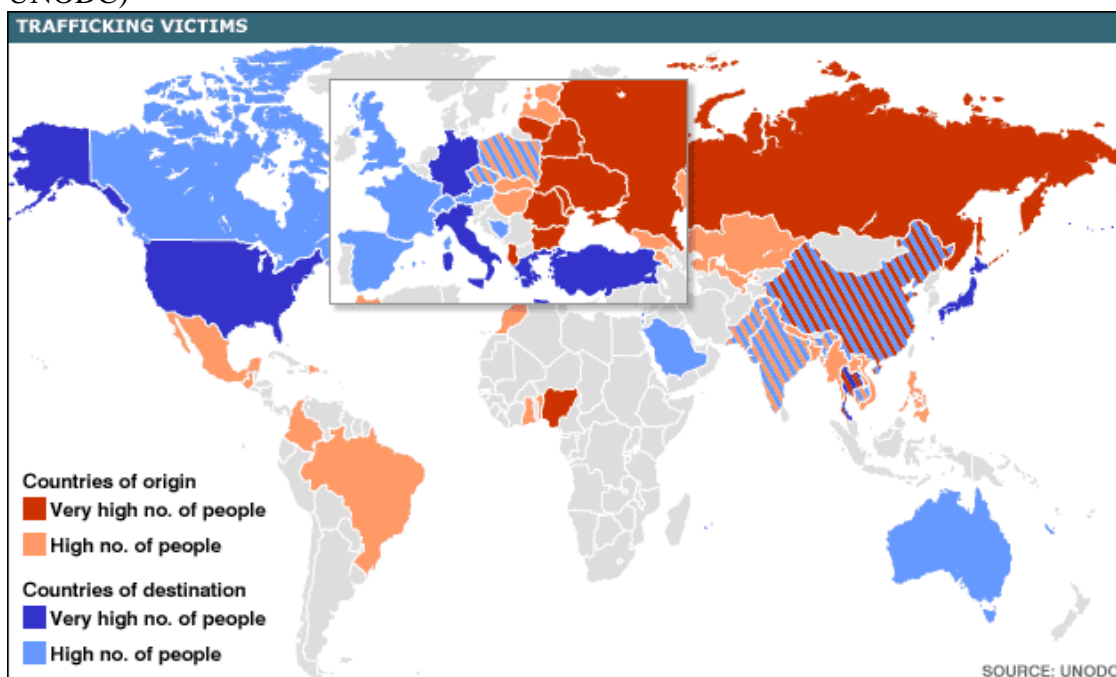 UNODC)
TRAFFICKING VICTIMS
Countries of origin
Very high no. of people
High no. of people
Countries of destination
Very high no. of people
High no. of people
SOURCE: UNODC